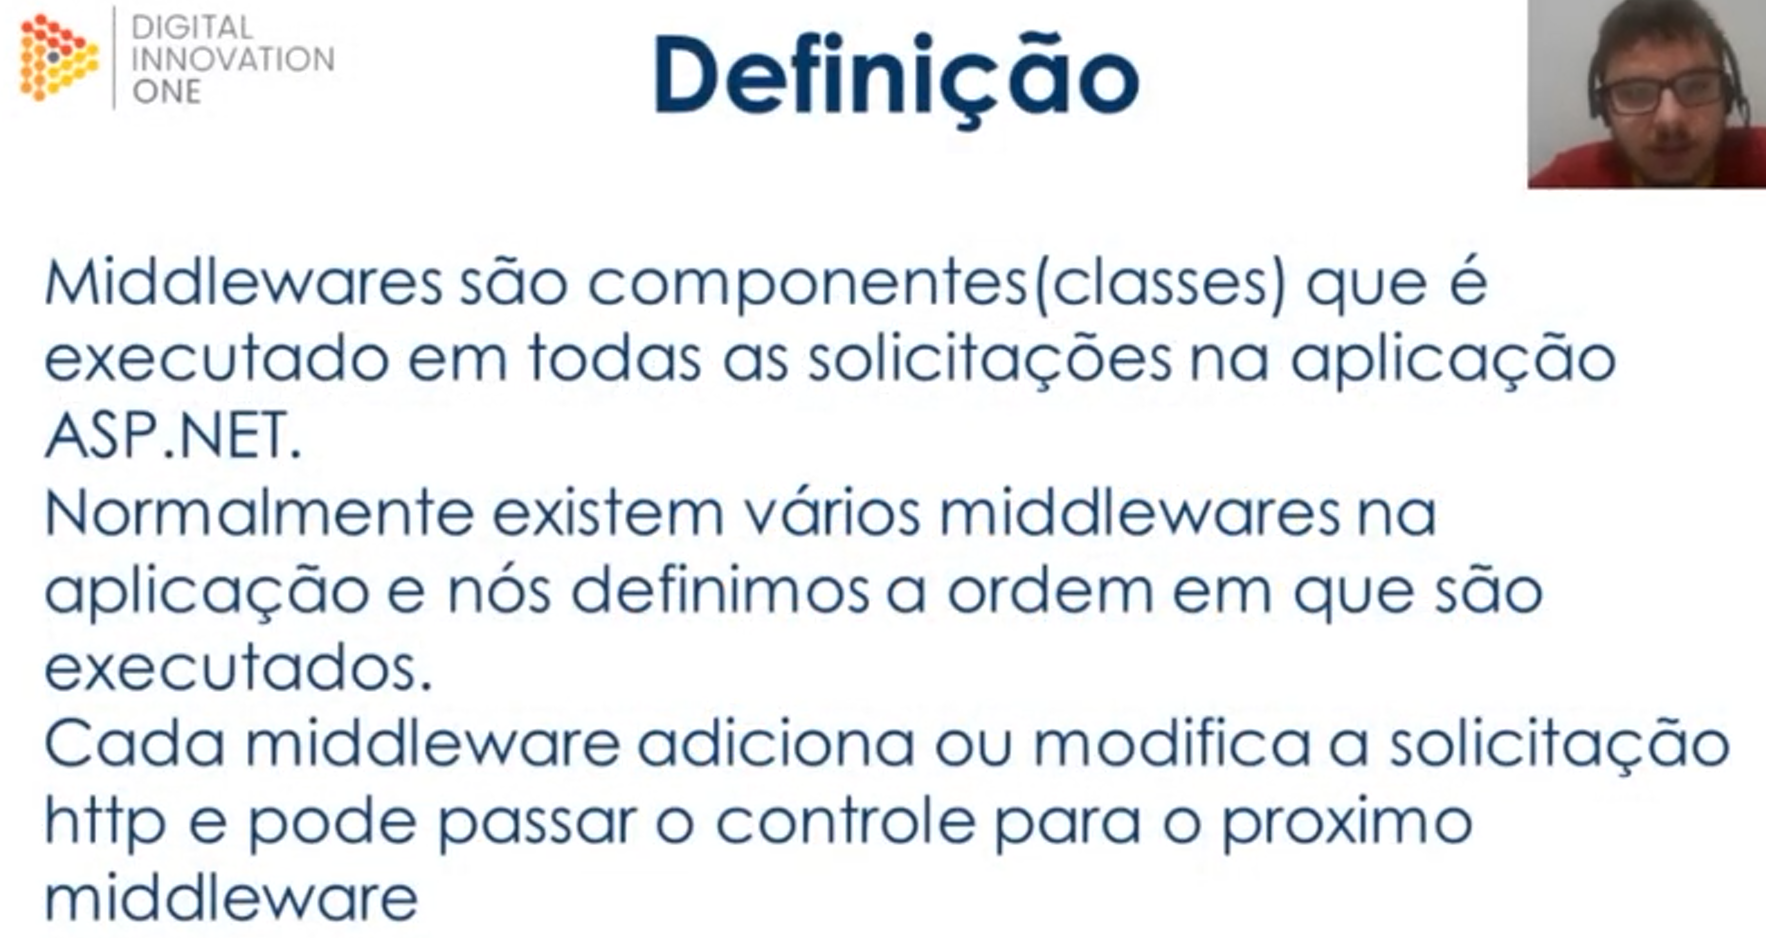 DIGITAL
INNOVATION
ONE
Definição
Middlewares são componentes(classes) que é
executado em todas as solicitações na aplicação
ASP.NET.
Normalmente existem vários middlewares na
aplicação e nós definimos a ordem em que são
executados.
Cada middleware adiciona ou modifica a solicitação
http e pode passar o controle para o proximo
middleware